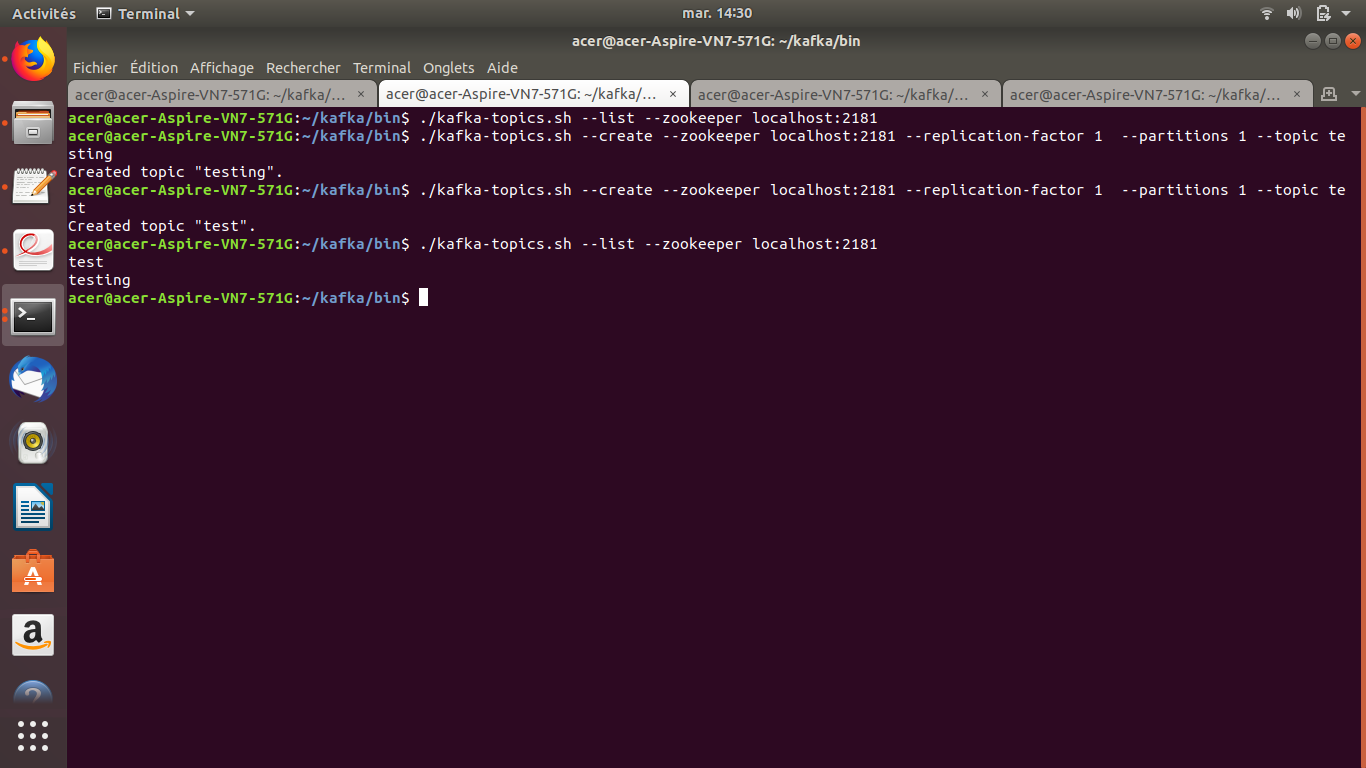 Activités Terminal mar. 14:30
acer@acer-Aspire-VN7-571G: ~/kafka/bin
Fichier Édition Affichage Rechercher Terminal Onglets Aide
acer@acer-Aspire-VN7-571G: ~/kafka/... × acer@acer-Aspire-VN7-571G: ~/kafka/... × acer@acer-Aspire-VN7-571G: ~/kafka/... × acer@acer-Aspire-VN7-571G: ~/kafka/... ×
acer@acer-Aspire-VN7-571G:~/kafka/bin$ ./kafka-topics.sh --list --zookeeper localhost:2181
acer@acer-Aspire-VN7-571G:~/kafka/bin$ ./kafka-topics.sh --create --zookeeper localhost:2181 --replication-factor 1  --partitions 1 --topic te
sting
Created topic "testing".
acer@acer-Aspire-VN7-571G:~/kafka/bin$ ./kafka-topics.sh --create --zookeeper localhost:2181 --replication-factor 1  --partitions 1 --topic te
st
Created topic "test".
acer@acer-Aspire-VN7-571G:~/kafka/bin$ ./kafka-topics.sh --list --zookeeper localhost:2181
test
testing
acer@acer-Aspire-VN7-571G:~/kafka/bin$